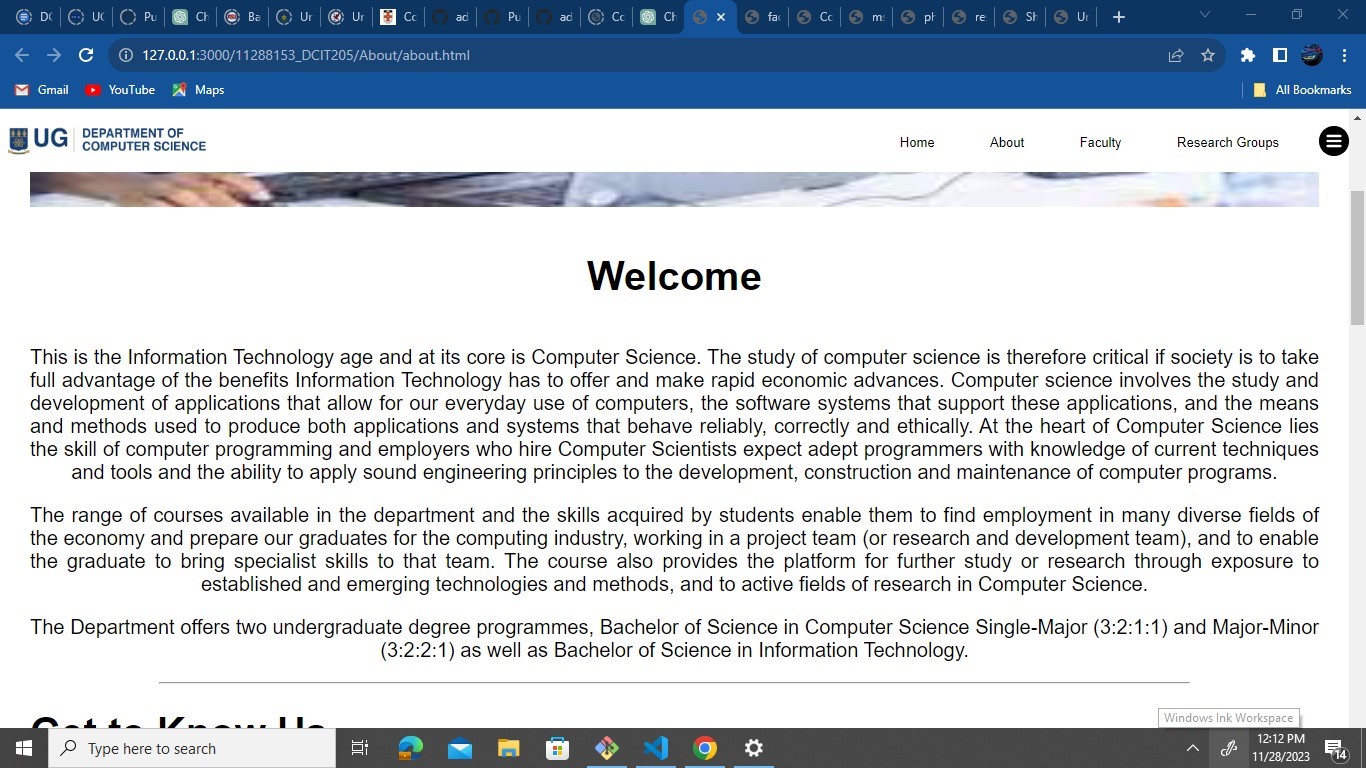 DC
UC
Pu
Ch
Ba
Ur
Ur
Cc
ad
Pu
ad
Cc
Ch
fac
Cc
m
ph
re
Sh
Ur
127.0.0.1:3000/11288153_DCIT205/About/about.html
Gmail
YouTube
Maps
All Bookmarks
UG
DEPARTMENT OF
COMPUTER SCIENCE
Home
About
Faculty
Research Groups
Welcome
This is the Information Technology age and at its core is Computer Science. The study of computer science is therefore critical if society is to take
full advantage of the benefits Information Technology has to offer and make rapid economic advances. Computer science involves the study and
development of applications that allow for our everyday use of computers, the software systems that support these applications, and the means
and methods used to produce both applications and systems that behave reliably, correctly and ethically. At the heart of Computer Science lies
the skill of computer programming and employers who hire Computer Scientists expect adept programmers with knowledge of current techniques
and tools and the ability to apply sound engineering principles to the development, construction and maintenance of computer programs.
The range of courses available in the department and the skills acquired by students enable them to find employment in many diverse fields of
the economy and prepare our graduates for the computing industry, working in a project team (or research and development team), and to enable
the graduate to bring specialist skills to that team. The course also provides the platform for further study or research through exposure to
established and emerging technologies and methods, and to active fields of research in Computer Science.
The Department offers two undergraduate degree programmes, Bachelor of Science in Computer Science Single-Major (3:2:1:1) and Major-Minor
(3:2:2:1) as well as Bachelor of Science in Information Technology.
Get to Know Us
Windows Ink Workspace
Type here to search
12:12 PM
11/28/2023
14